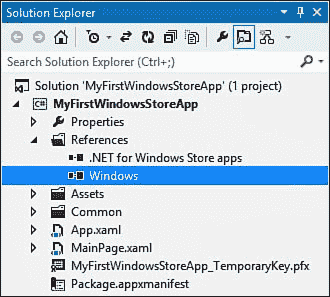 Solution Explorer
Search Solution Explorer (Ctrl+;)
Solution 'MyFirstWindowsStoreApp' (1 project)
C# MyFirstWindowsStoreApp
Properties
References
.NET for Windows Store apps
Windows
Assets
Common
App.xaml
MainPage.xaml
MyFirstWindowsStoreApp_TemporaryKey.pfx
Package.appxmanifest